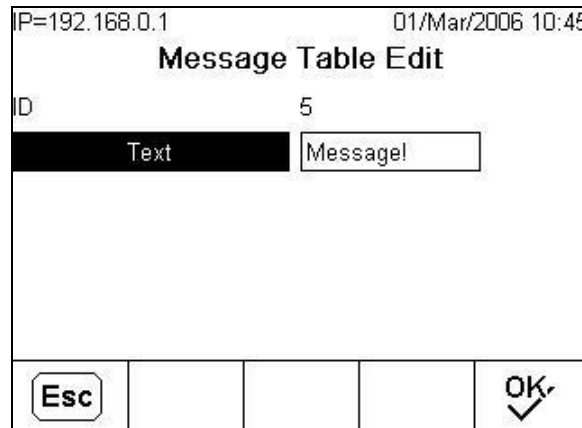 IP=192.168.0.1 01/Mar/2006 10:45
Message Table Edit
ID 5
Text Message!
Esc OK